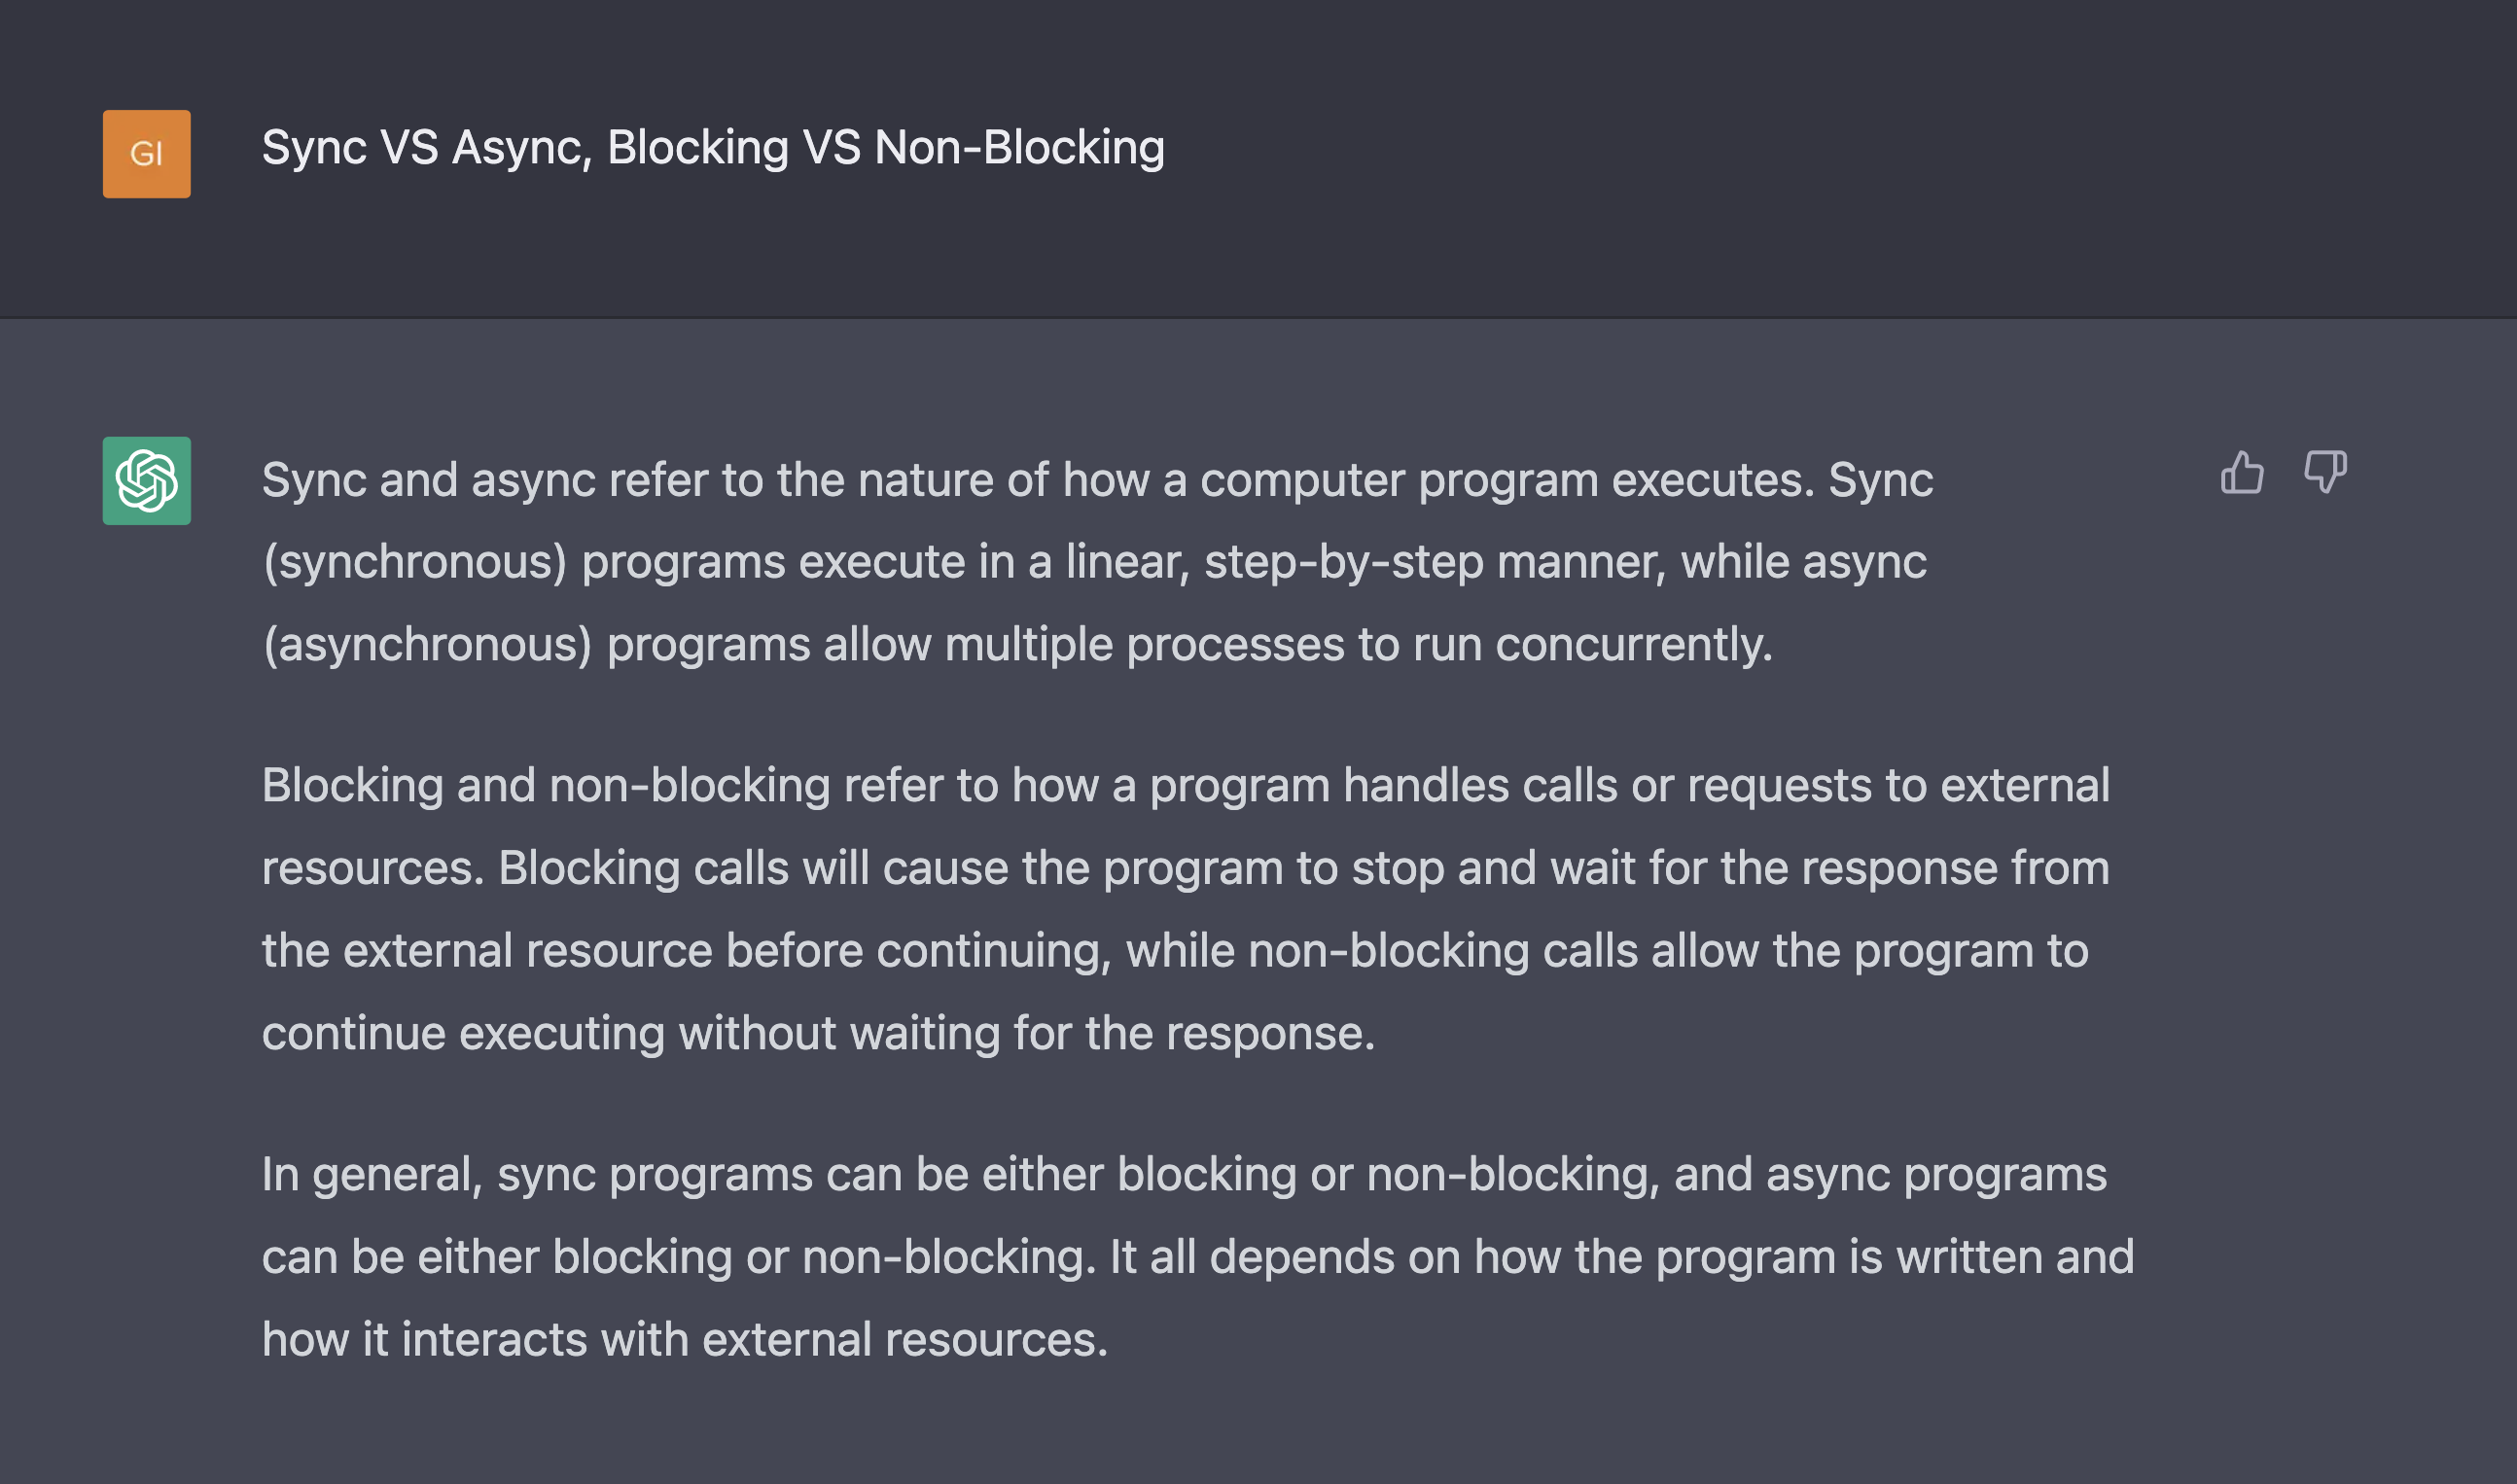 GI
Sync VS Async, Blocking VS Non-Blocking
Sync and async refer to the nature of how a computer program executes. Sync
(synchronous) programs execute in a linear, step-by-step manner, while async
(asynchronous) programs allow multiple processes to run concurrently.
Blocking and non-blocking refer to how a program handles calls or requests to external
resources. Blocking calls will cause the program to stop and wait for the response from
the external resource before continuing, while non-blocking calls allow the program to
continue executing without waiting for the response.
In general, sync programs can be either blocking or non-blocking, and async programs
can be either blocking or non-blocking. It all depends on how the program is written and
how it interacts with external resources.